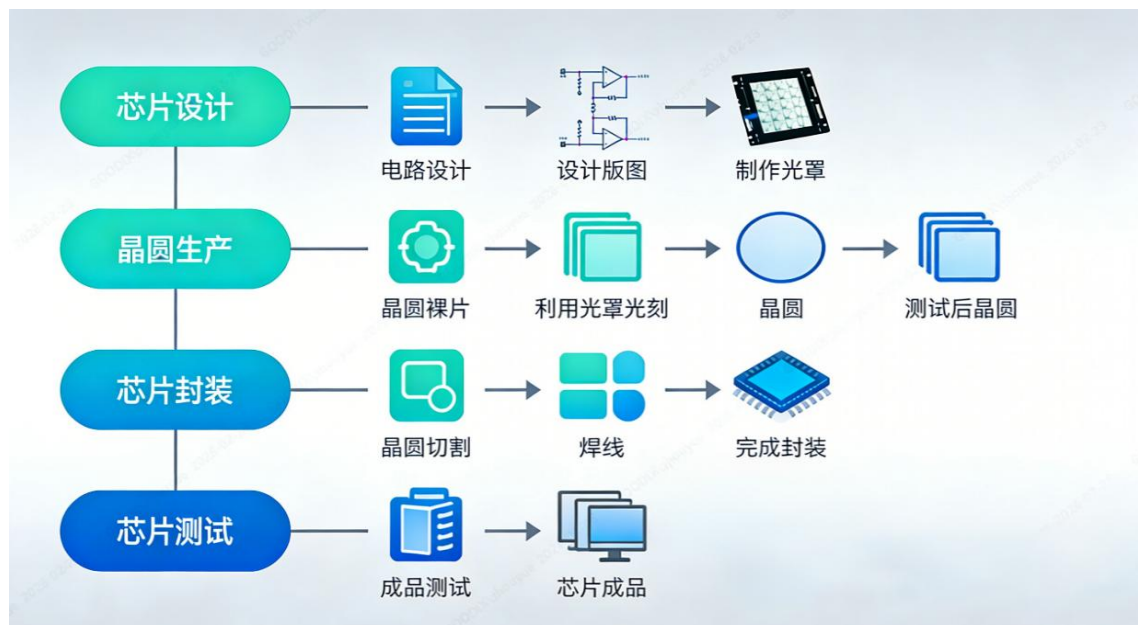 芯片设计
电路设计
设计版图
制作光罩
晶圆生产
晶圆裸片
利用光罩光刻
晶圆
测试后晶圆
芯片封装
晶圆切割
焊线
完成封装
芯片测试
成品测试
芯片成品